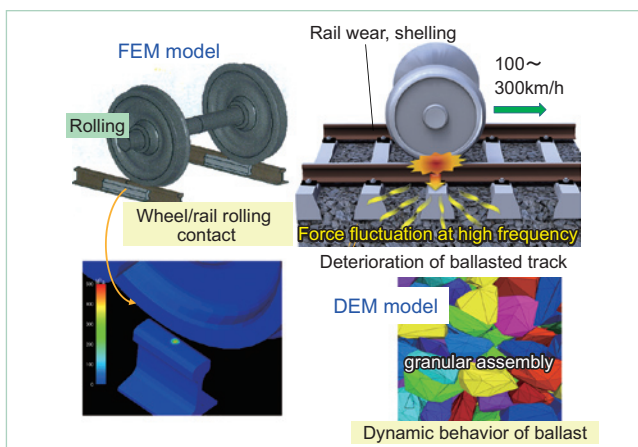 FEM model
Rolling
Wheel/rail rolling
contact
Rail wear, shelling
100～
300km/h
Force fluctuation at high frequency
Deterioration of ballasted track
DEM model
granular assembly
Dynamic behavior of ballast